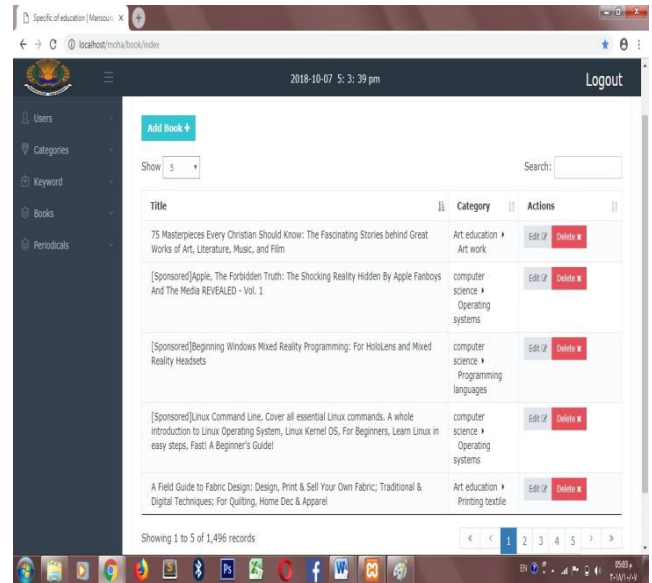 Specific of education | Mansoura
localhost/moha/book/index
2018-10-07 5: 3: 39 pm
Logout
Users
Categories
Keyword
Books
Periodicals
Add Book +
Show 5
Search:
Title
Category
Actions
75 Masterpieces Every Christian Should Know: The Fascinating Stories behind Great
Works of Art, Literature, Music, and Film
Art education
Art work
Edit
Delete
[Sponsored]Apple, The Forbidden Truth: The Shocking Reality Hidden By Apple Fanboys
And The Media REVEALED - Vol. 1
computer
science
Operating
systems
Edit
Delete
[Sponsored]Beginning Windows Mixed Reality Programming: For HoloLens and Mixed
Reality Headsets
computer
science
Programming
languages
Edit
Delete
[Sponsored]Linux Command Line, Cover all essential Linux commands. A whole
introduction to Linux Operating System, Linux Kernel OS, For Beginners, Learn Linux in
easy steps, Fast! A Beginner's Guide!
computer
science
Operating
systems
Edit
Delete
A Field Guide to Fabric Design: Design, Print & Sell Your Own Fabric; Traditional &
Digital Techniques; For Quilting, Home Dec & Apparel
Art education
Printing textile
Edit
Delete
Showing 1 to 5 of 1,496 records
« ‹ 1 2 3 4 5 › »
Ps
EN
05:03 م